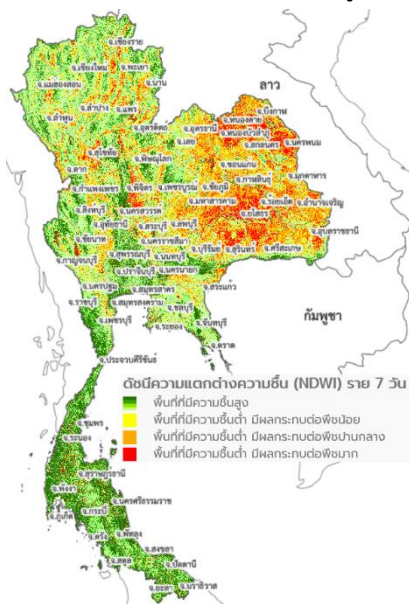 จ.เชียงราย
จ.เชียงใหม่
จ.พะเยา
จ.แม่ฮ่องสอน
จ.น่าน
จ.ลำปาง
จ.แพร่
จ.ลำพูน
จ.อุตรดิตถ์
ลาว
จ.บึงกาฬ
จ.หนองคาย
จ.อุดรธานี
จ.หนองบัวลำภู
จ.เลย
จ.สกลนคร
จ.นครพนม
จ.สุโขทัย
จ.พิษณุโลก
จ.ตาก
จ.ขอนแก่น
จ.กาฬสินธุ์
จ.มุกดาหาร
จ.กำแพงเพชร
จ.พิจิตร
จ.เพชรบูรณ์
จ.ชัยภูมิ
จ.มหาสารคาม
จ.ร้อยเอ็ด
จ.อำนาจเจริญ
จ.ยโสธร
จ.สิงห์บุรี
จ.นครสวรรค์
จ.อุทัยธานี
จ.สระบุรี
จ.ลพบุรี
จ.อุบลราชธานี
จ.ชัยนาท
จ.นครราชสีมา
จ.บุรีรัมย์
จ.สุรินทร์
จ.ศรีสะเกษ
จ.สุพรรณบุรี
จ.นนทบุรี
จ.กาญจนบุรี
จ.ปราจีนบุรี
จ.นครนายก
จ.สระแก้ว
จ.นครปฐม
จ.สมุทรสาคร
จ.ราชบุรี
จ.สมุทรสงคราม
จ.ชลบุรี
กัมพูชา
จ.เพชรบุรี
จ.ระยอง
จ.จันทบุรี
จ.ตราด
จ.ประจวบคีรีขันธ์
ดัชนีความแตกต่างความชื้น (NDWI) ราย 7 วัน
พื้นที่ที่มีความชื้นสูง
พื้นที่ที่มีความชื้นต่ำ มีผลกระทบต่อพืชน้อย
พื้นที่ที่มีความชื้นต่ำ มีผลกระทบต่อพืชปานกลาง
พื้นที่ที่มีความชื้นต่ำ มีผลกระทบต่อพืชมาก
จ.ชุมพร
จ.ระนอง
จ.สุราษฎร์ธานี
จ.พังงา
จ.นครศรีธรรมราช
จ.กระบี่
จ.ภูเก็ต
จ.ตรัง
จ.พัทลุง
จ.สงขลา
จ.สตูล
จ.ปัตตานี
จ.ยะลา
จ.นราธิวาส